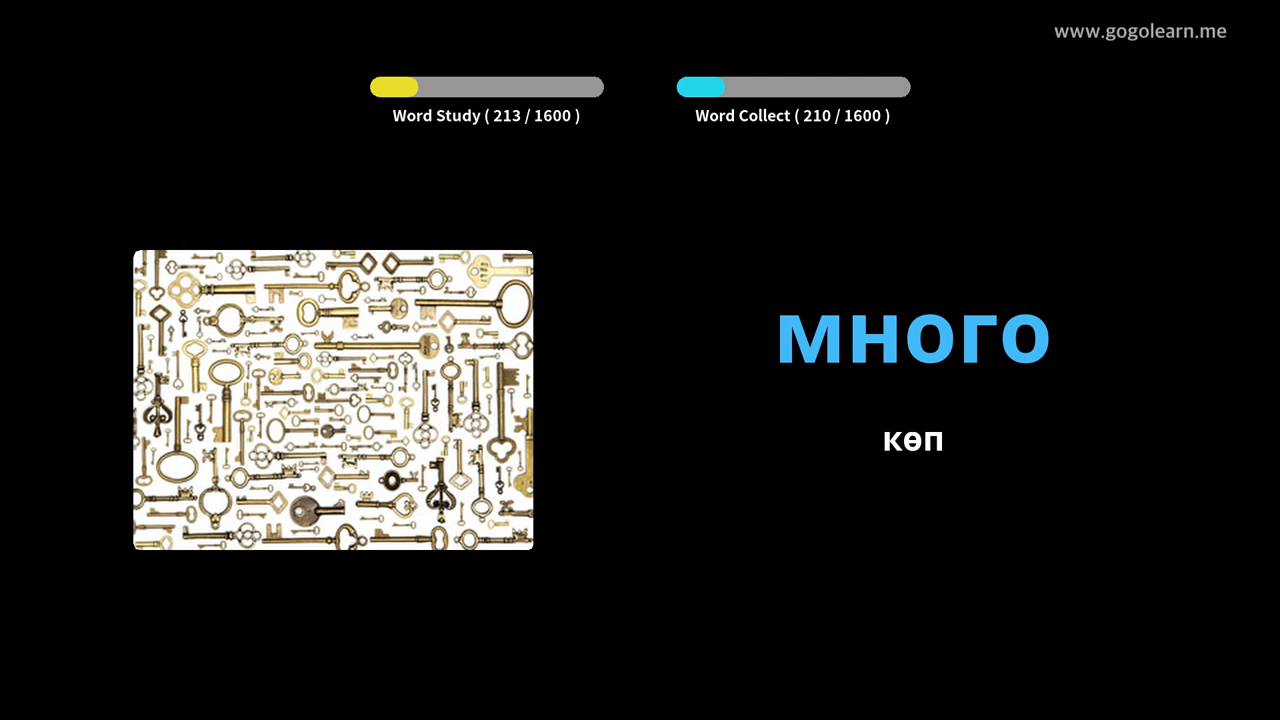 www.gogolearn.me
Word Study ( 213 / 1600 )
Word Collect ( 210 / 1600 )
много
көп